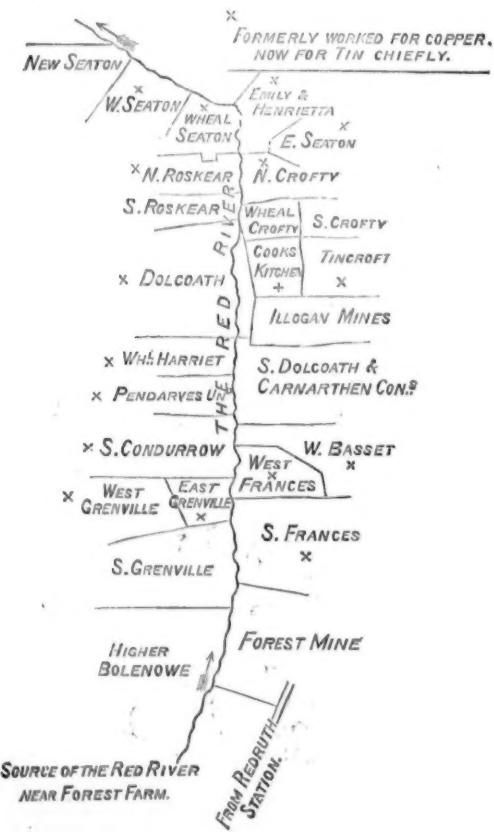 FORMERLY WORKED FOR COPPER.
NOW FOR TIN CHIEFLY.
NEW SEATON
W. SEATON
WHEAL
SEATON
EMILY &
HENRIETTA
E. SEATON
N. ROSKEAR
N. CROFTY
S. ROSKEAR
WHEAL
CROFTY
S. CROFTY
COOKS
KITCHEN
TINCROFT
DOLCOATH
THE RED RIVER
ILLOGAN MINES
WHL HARRIET
PENDARVES UN
S. DOLCOATH &
CARNARTHEN CONS
S. CONDURROW
W. BASSET
WEST
FRANCES
WEST
GRENVILLE
EAST
GRENVILLE
S. FRANCES
S. GRENVILLE
HIGHER
BOLENOWE
FOREST MINE
SOURCE OF THE RED RIVER
NEAR FOREST FARM.
FROM REDRUTH
STATION.